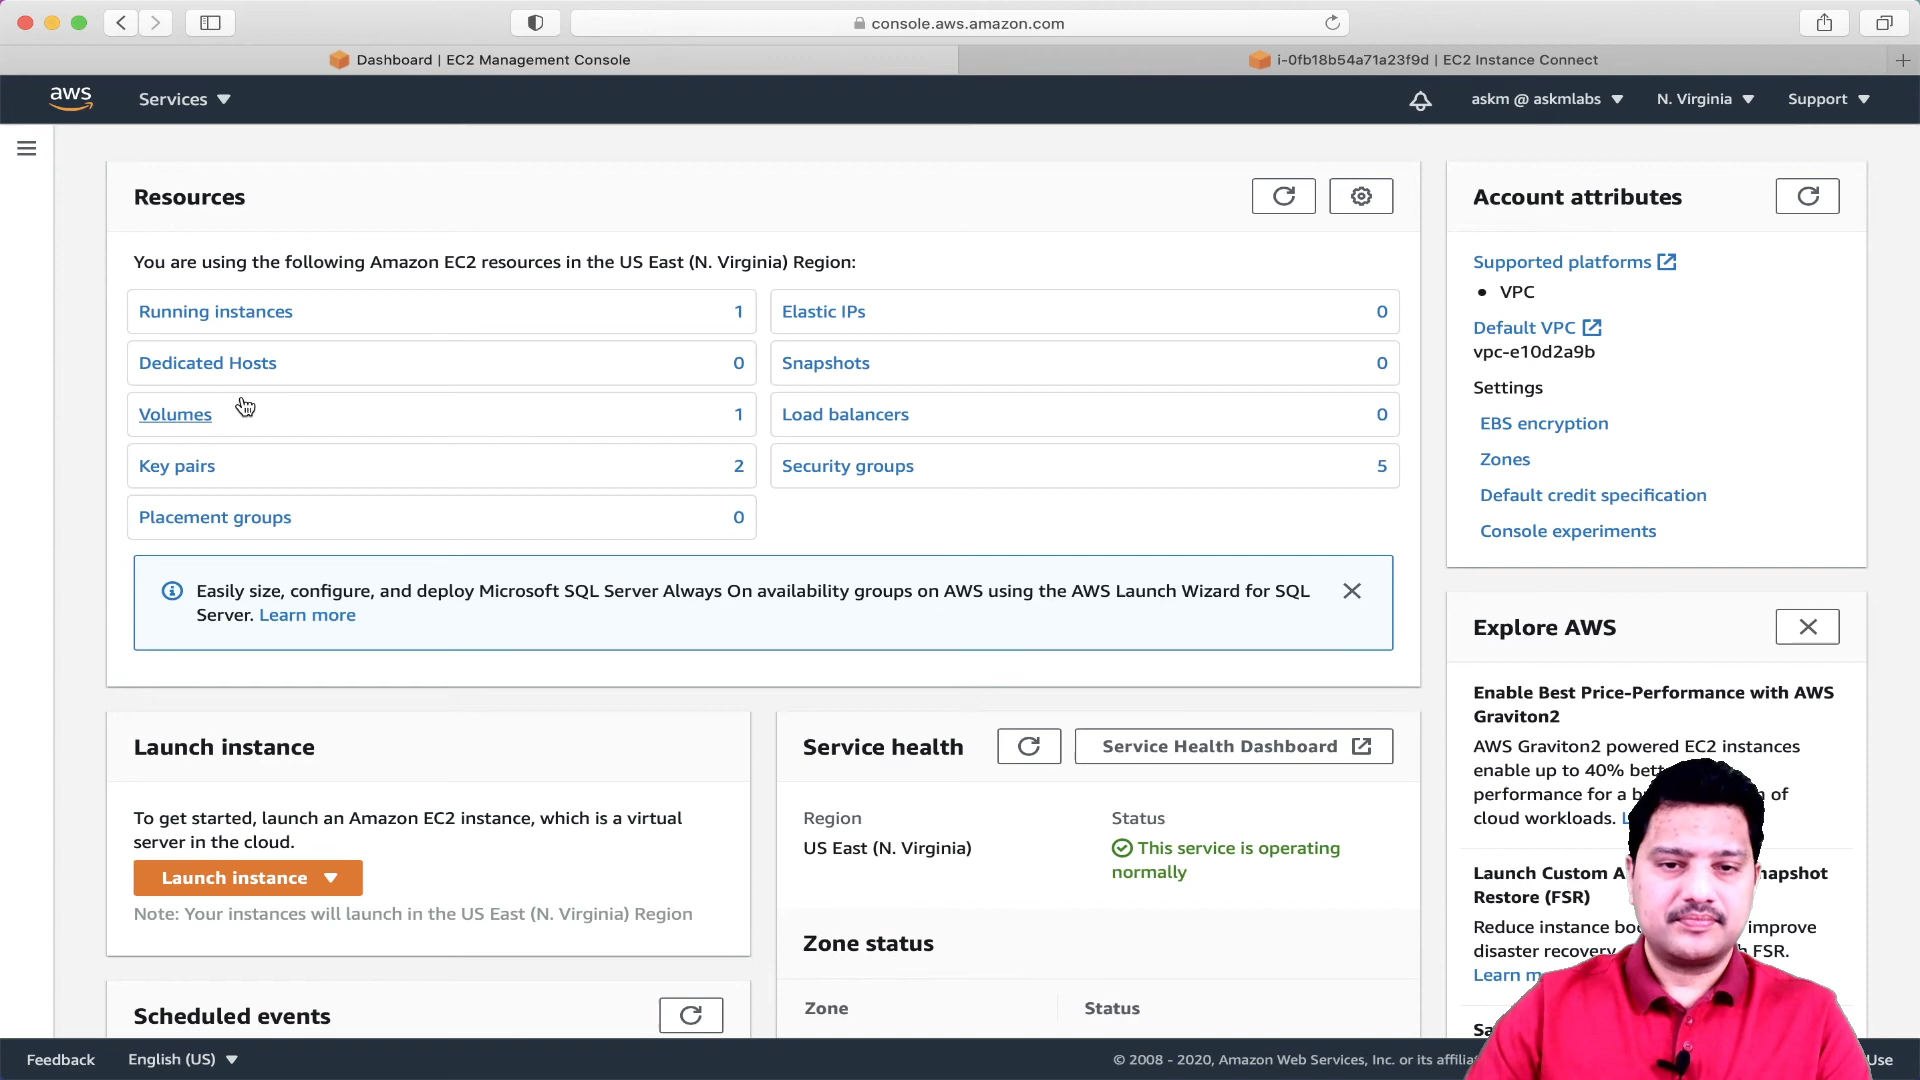 console.aws.amazon.com
Dashboard | EC2 Management Console
i-0fb18b54a71a23f9d | EC2 Instance Connect
aws
Services
askm @ askmlabs
N. Virginia
Support
Resources
You are using the following Amazon EC2 resources in the US East (N. Virginia) Region:
Running instances 1
Elastic IPs 0
Dedicated Hosts 0
Snapshots 0
Volumes 1
Load balancers 0
Key pairs 2
Security groups 5
Placement groups 0
Easily size, configure, and deploy Microsoft SQL Server Always On availability groups on AWS using the AWS Launch Wizard for SQL
Server. Learn more
Account attributes
Supported platforms
VPC
Default VPC
vpc-e10d2a9b
Settings
EBS encryption
Zones
Default credit specification
Console experiments
Explore AWS
Enable Best Price-Performance with AWS
Graviton2
AWS Graviton2 powered EC2 instances
enable up to 40%
performance for a of
cloud workloads.
Launch Custom
Restore (FSR)
Reduce instance improve
disaster recovery FSR.
Learn
Launch instance
To get started, launch an Amazon EC2 instance, which is a virtual
server in the cloud.
Launch instance
Note: Your instances will launch in the US East (N. Virginia) Region
Scheduled events
Service health
Service Health Dashboard
Region
US East (N. Virginia)
Status
This service is operating
normally
Zone status
Zone
Status
Feedback
English (US)
© 2008 - 2020, Amazon Web Services, Inc. or its
Use